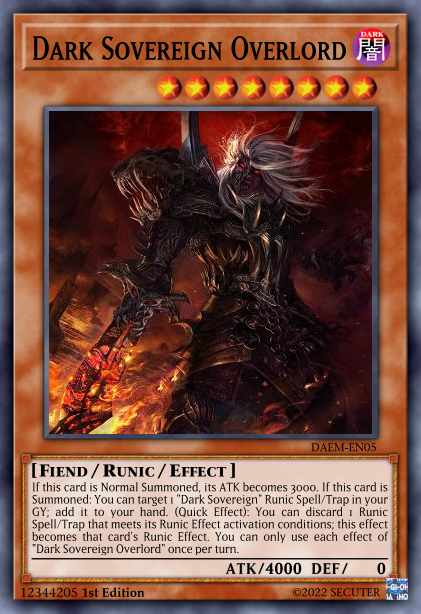 Dark Sovereign Overlord
DARK
闇
DAEM-EN05
[Fiend / Runic / Effect ]
If this card is Normal Summoned, its ATK becomes 3000. If this card is
Summoned: You can target 1 "Dark Sovereign" Runic Spell/Trap in your
GY; add it to your hand. (Quick Effect): You can discard 1 Runic
Spell/Trap that meets its Runic Effect activation conditions; this effect
becomes that card's Runic Effect. You can only use each effect of
"Dark Sovereign Overlord" once per turn.
ATK/4000 DEF/ 0
12344205 1st Edition
©2022 SECUTER